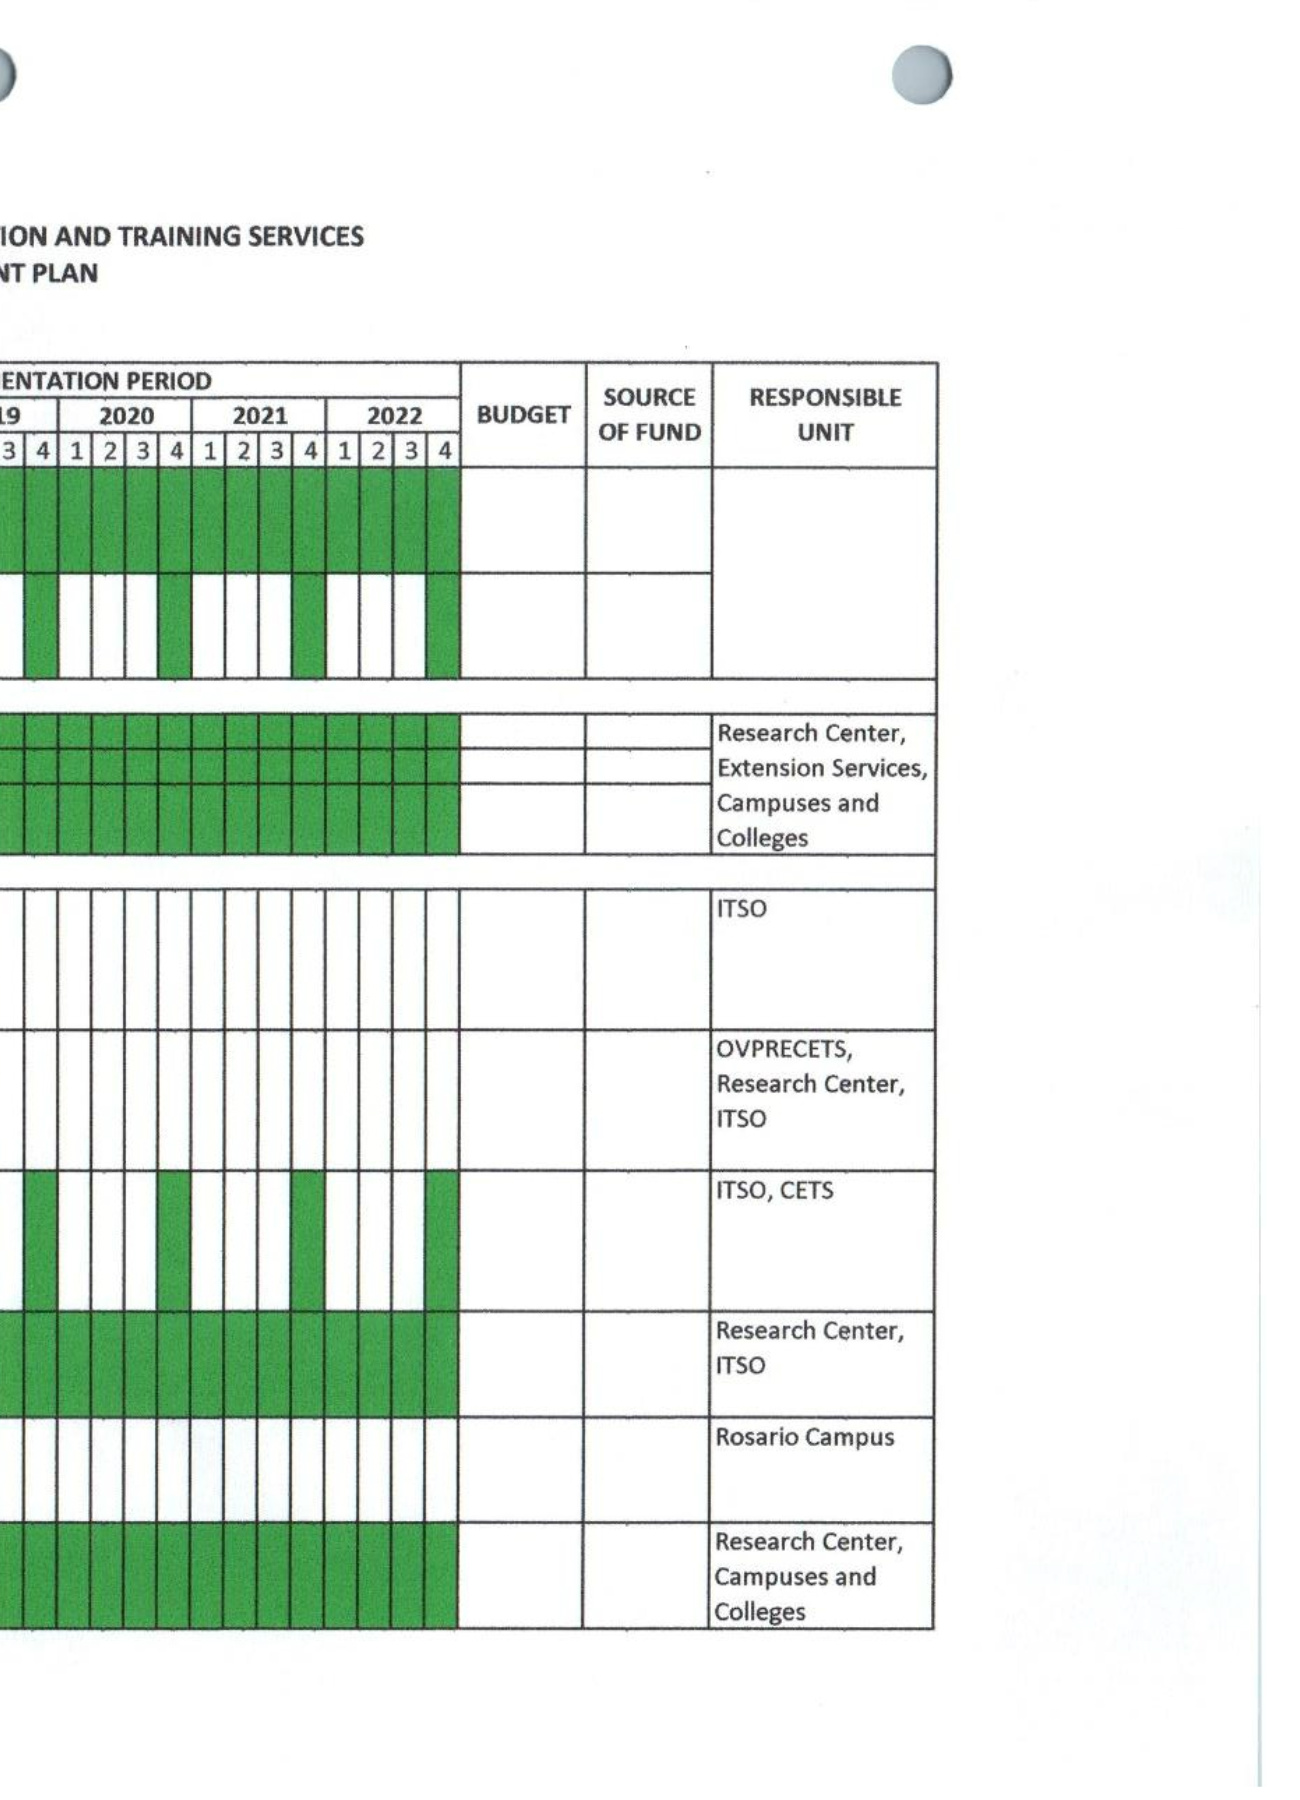 ION AND TRAINING SERVICES
NT PLAN
ENTATION PERIOD
19 2020 2021 2022 BUDGET SOURCE OF FUND RESPONSIBLE UNIT
3 4 1 2 3 4 1 2 3 4 1 2 3 4
Research Center,
Extension Services,
Campuses and
Colleges
ITSO
OVPRECETS,
Research Center,
ITSO
ITSO, CETS
Research Center,
ITSO
Rosario Campus
Research Center,
Campuses and
Colleges